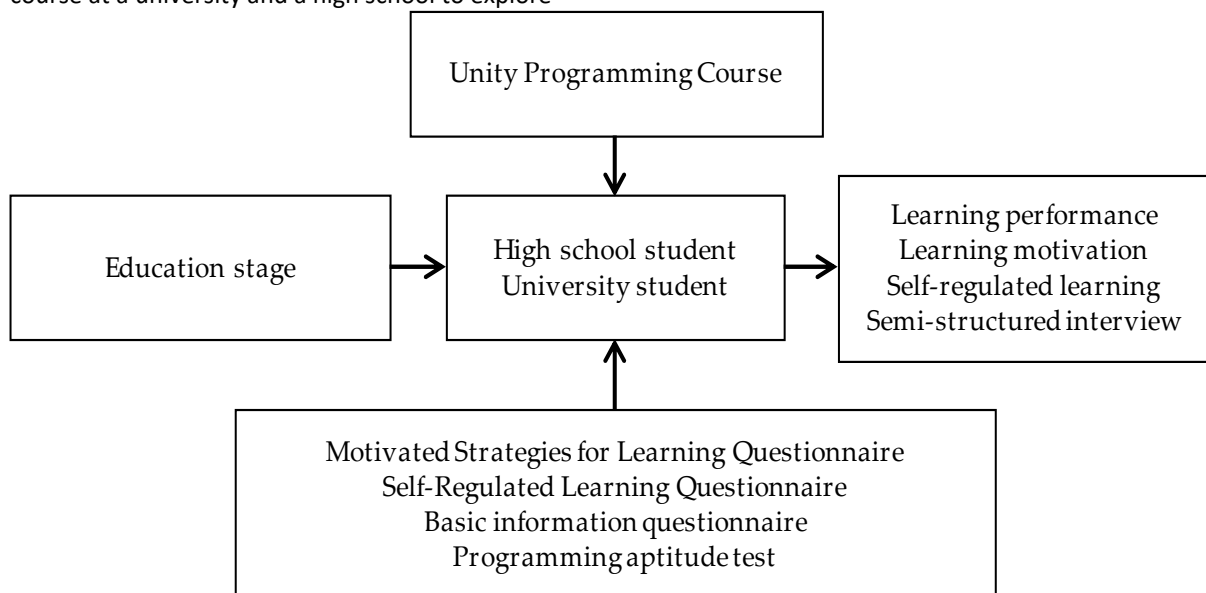 course at a university and a high school to explore
Unity Programming Course
Education stage
High school student
University student
Learning performance
Learning motivation
Self-regulated learning
Semi-structured interview
Motivated Strategies for Learning Questionnaire
Self-Regulated Learning Questionnaire
Basic information questionnaire
Programming aptitude test